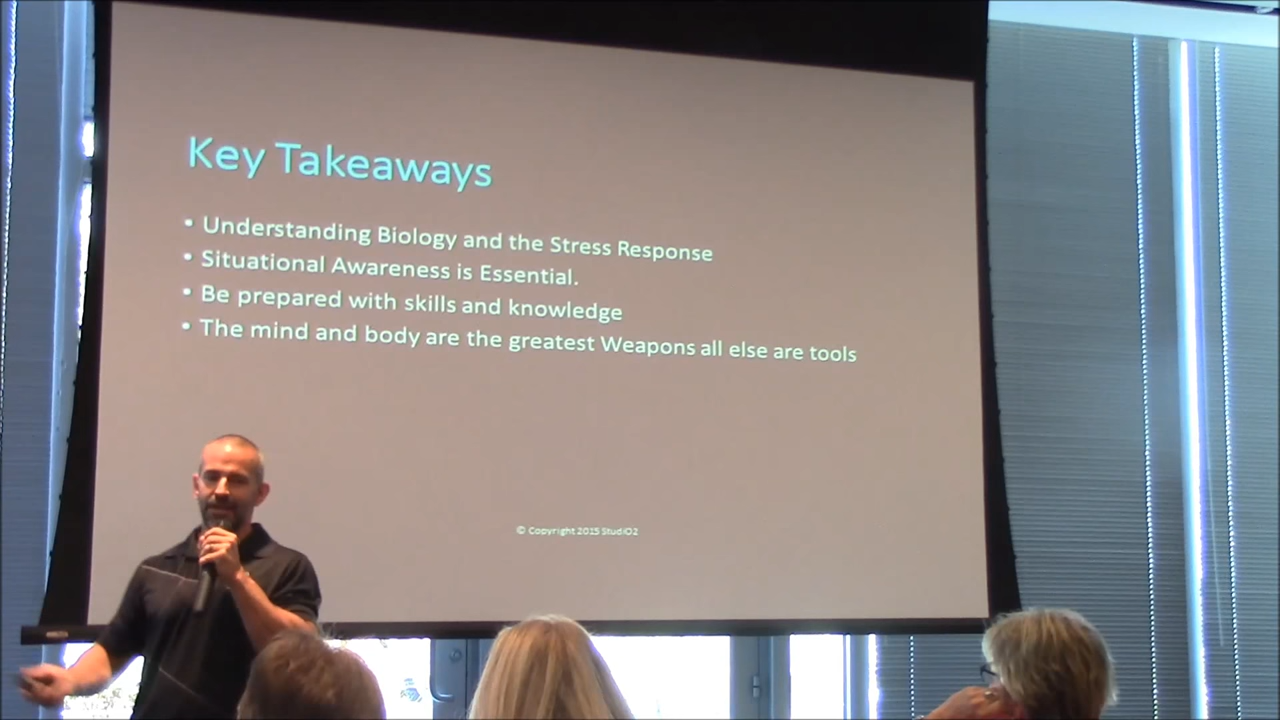 Key Takeaways
• Understanding Biology and the Stress Response
• Situational Awareness is Essential.
• Be prepared with skills and knowledge
• The mind and body are the greatest Weapons all else are tools
© Copyright 2015 StudiO2